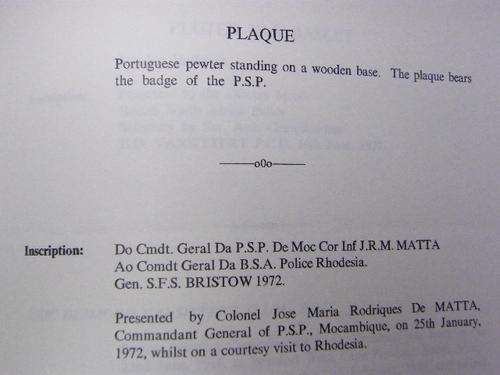 PLAQUE
Portuguese pewter standing on a wooden base. The plaque bears
the badge of the P.S.P.
———oOo———
Inscription: Do Cmdt. Geral Da P.S.P. De Moc Cor Inf J.R.M. MATTA
Ao Comdt Geral Da B.S.A. Police Rhodesia.
Gen. S.F.S. BRISTOW 1972.
Presented by Colonel Jose Maria Rodriques De MATTA,
Commandant General of P.S.P., Mocambique, on 25th January,
1972, whilst on a courtesy visit to Rhodesia.